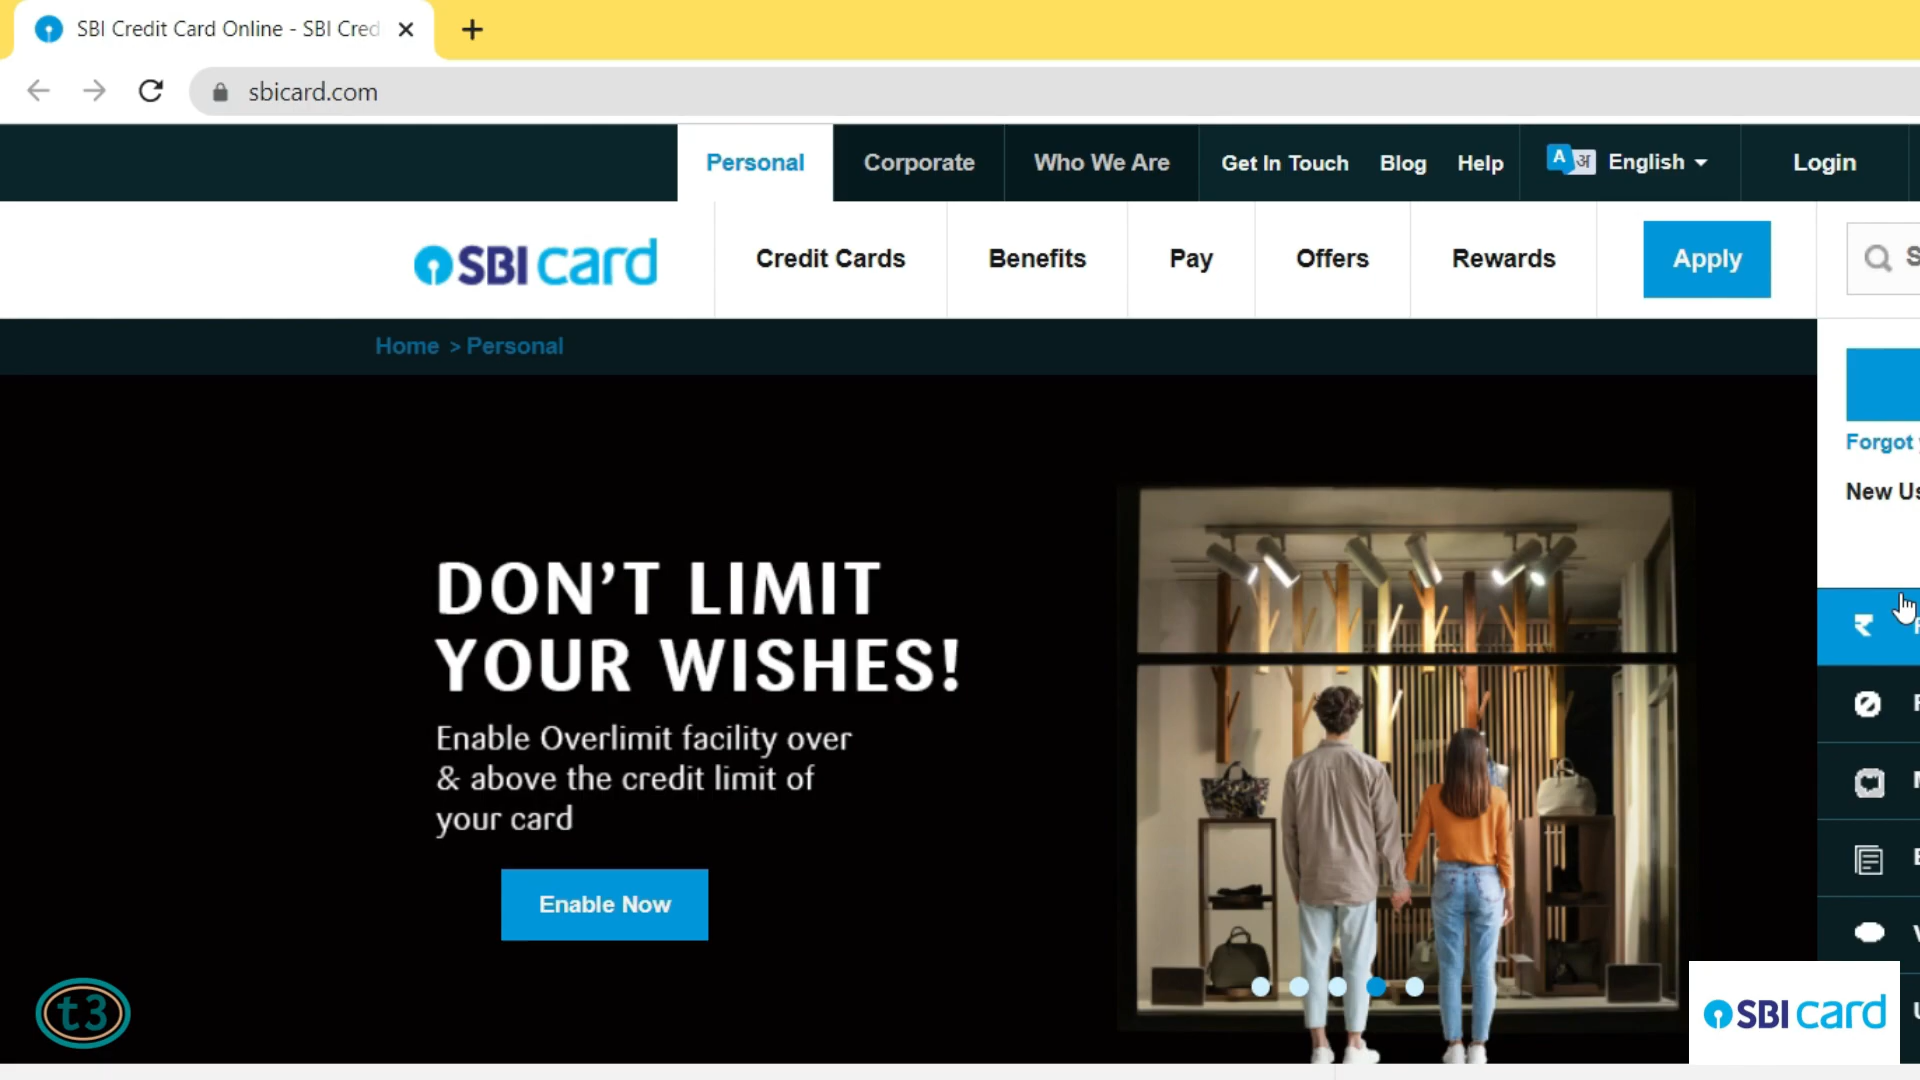 SBI Credit Card Online - SBI Cred
sbicard.com
Personal
Corporate
Who We Are
Get In Touch
Blog
Help
A अ English
Login
SBI card
Credit Cards
Benefits
Pay
Offers
Rewards
Apply
Home > Personal
Forgot
New Us
DON'T LIMIT
YOUR WISHES!
Enable Overlimit facility over
& above the credit limit of
your card
Enable Now
₹
t3
SBI card